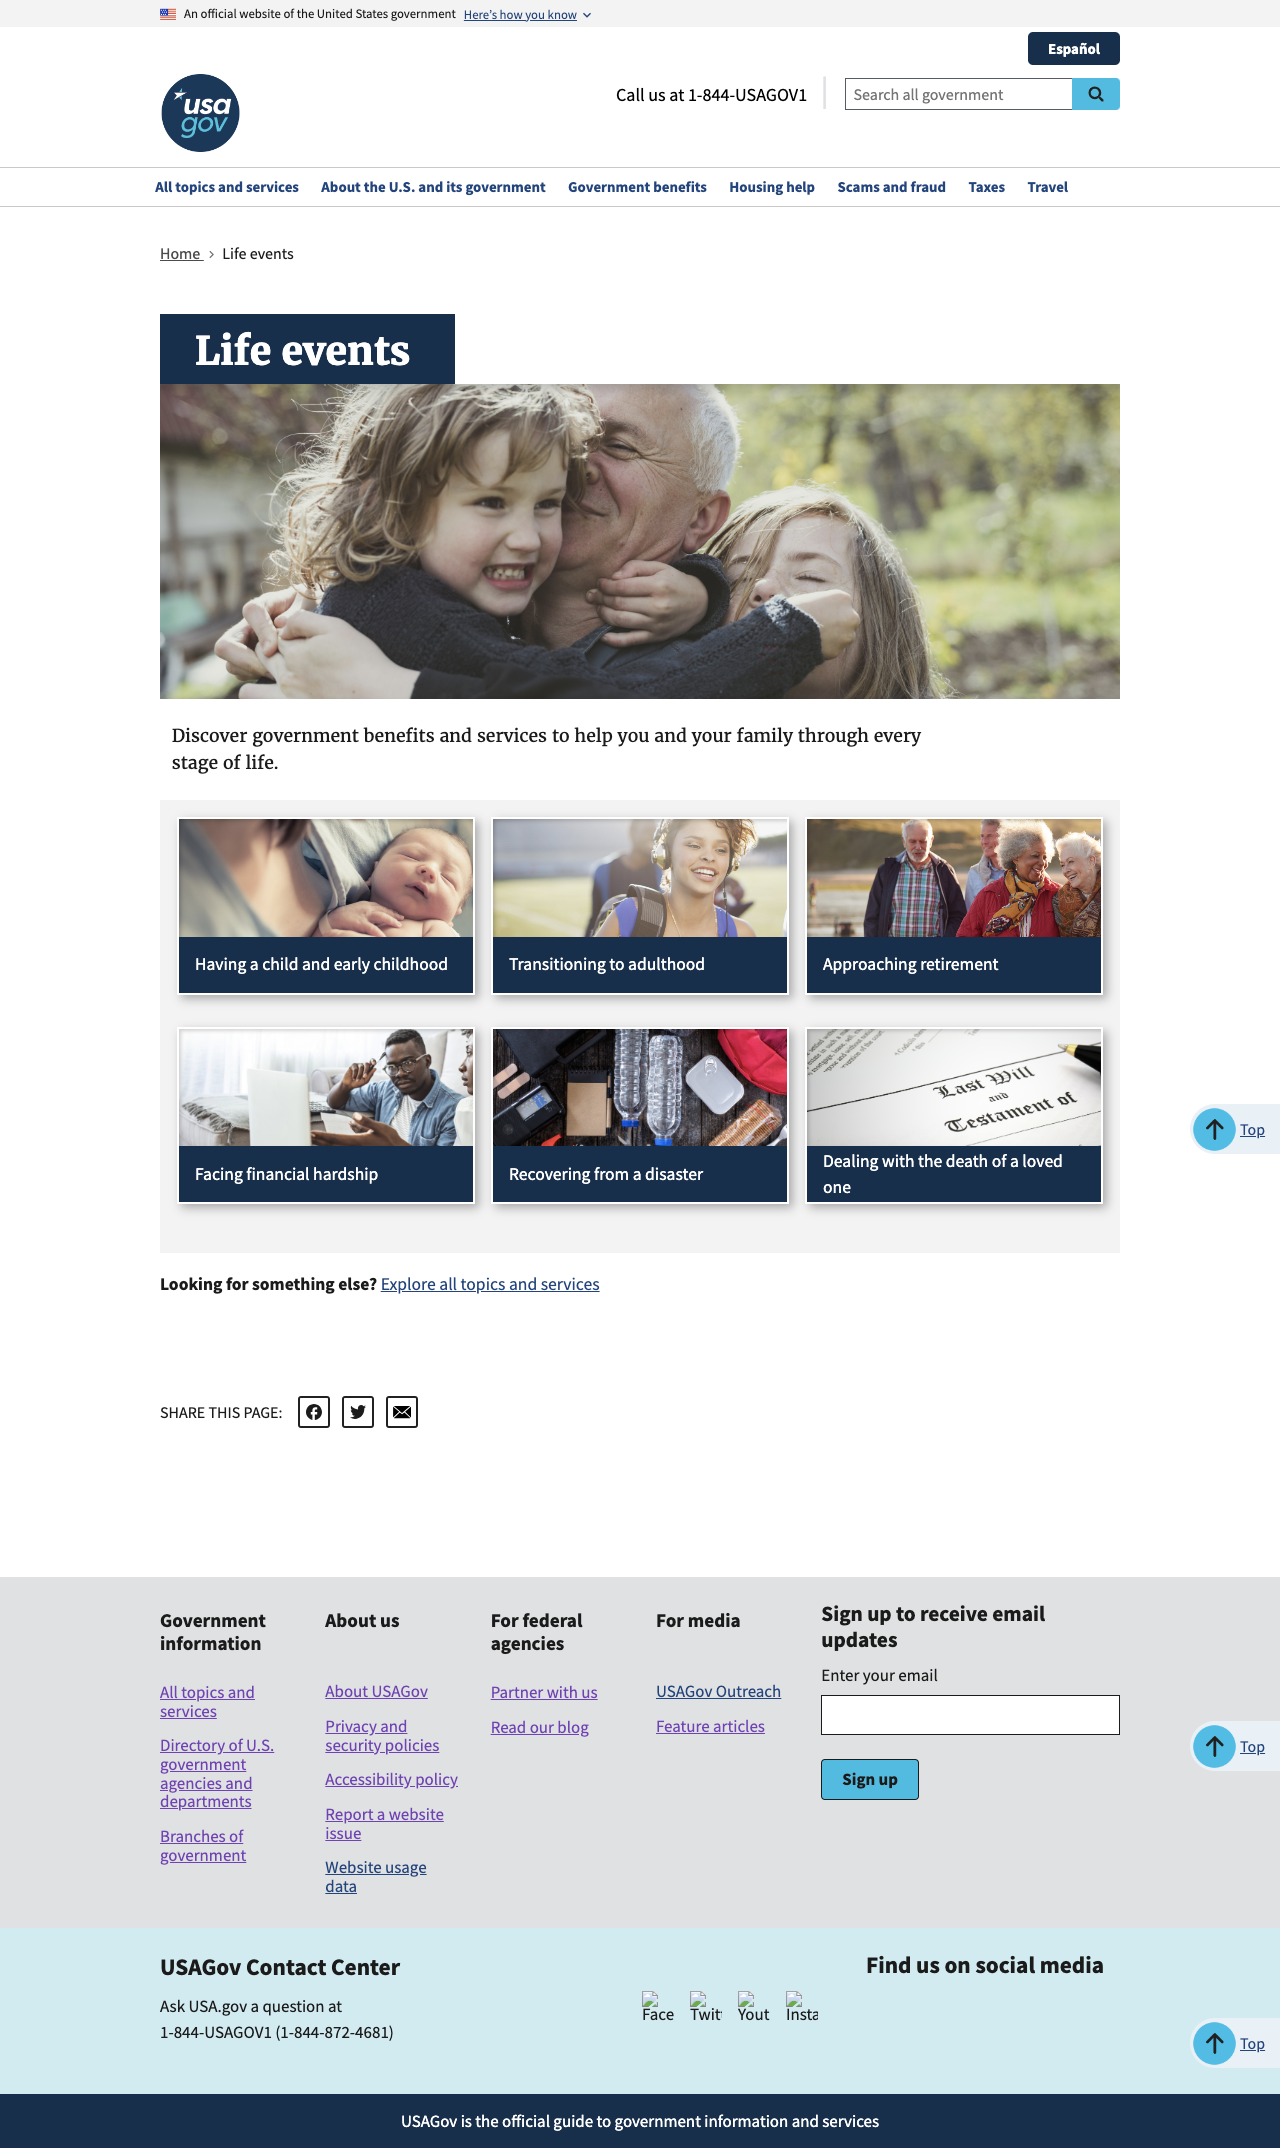 An official website of the United States government Here's how you know
Español
usa
gov
Call us at 1-844-USAGOV1
Search all government
All topics and services About the U.S. and its government Government benefits Housing help Scams and fraud Taxes Travel
Home Life events
Life events
Discover government benefits and services to help you and your family through every
stage of life.
Having a child and early childhood
Transitioning to adulthood
Approaching retirement
Last Will
and
Testament of
Facing financial hardship
Recovering from a disaster
Dealing with the death of a loved
one
Top
Looking for something else? Explore all topics and services
SHARE THIS PAGE:
Government
information
All topics and
services
Directory of U.S.
government
agencies and
departments
Branches of
government
About us
About USAGov
Privacy and
security policies
Accessibility policy
Report a website
issue
Website usage
data
For federal
agencies
Partner with us
Read our blog
For media
USAGov Outreach
Feature articles
Sign up to receive email
updates
Enter your email
Sign up
Top
USAGov Contact Center
Ask USA.gov a question at
1-844-USAGOV1 (1-844-872-4681)
Find us on social media
Face Twit Yout Insta
Top
USAGov is the official guide to government information and services